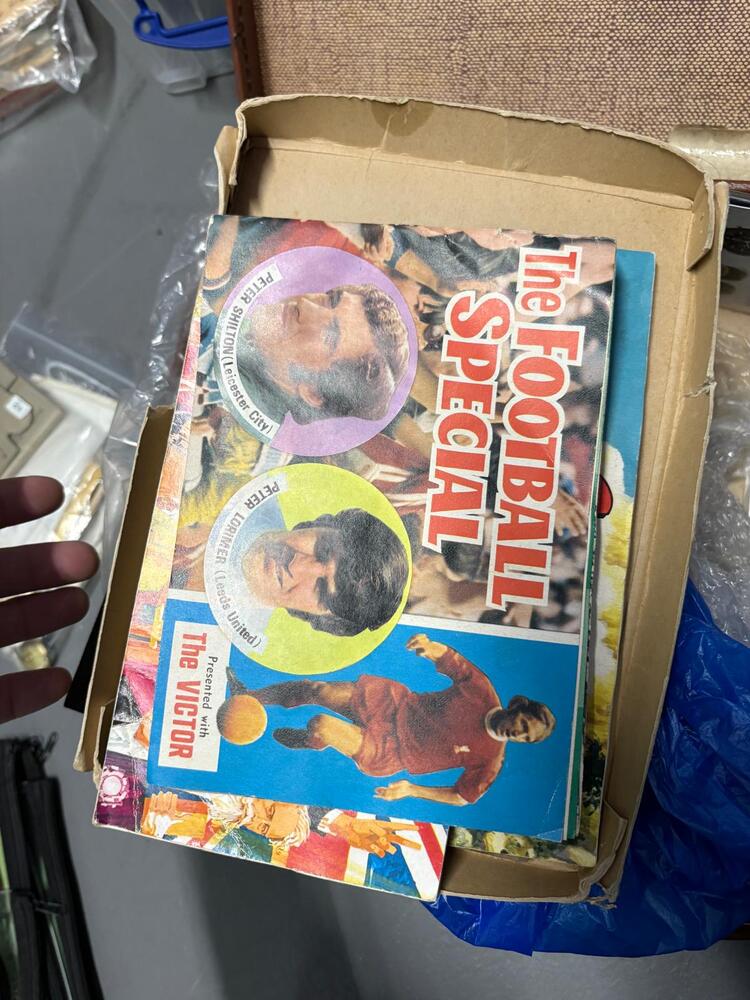 The FOOTBALL
SPECIAL
PETER SHILTON (Leicester City)
PETER LORIMER (Leeds United)
Presented with
The VICTOR